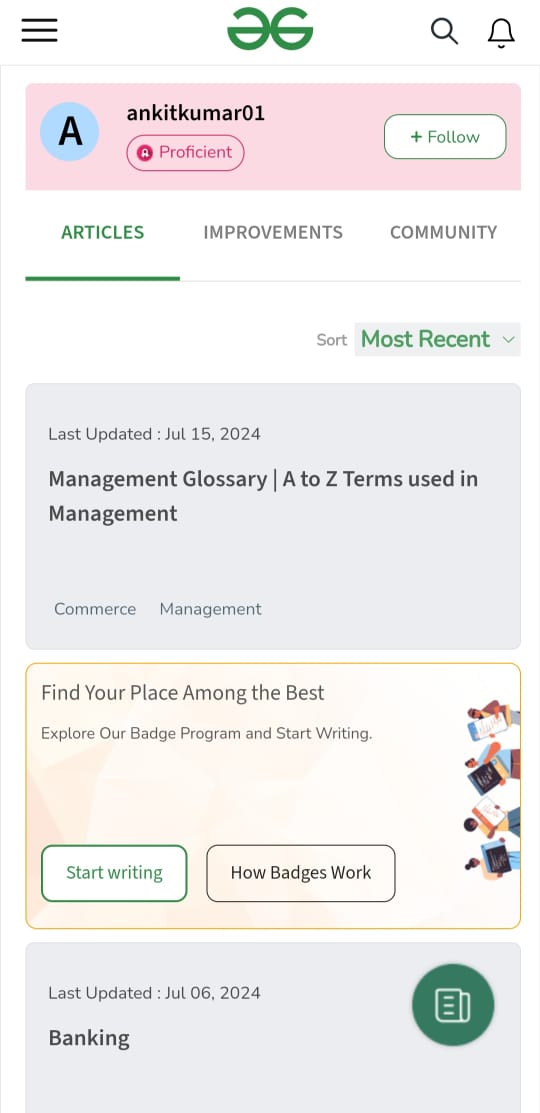 A
ankitkumar01
Proficient
+ Follow
ARTICLES IMPROVEMENTS COMMUNITY
Sort Most Recent
Last Updated : Jul 15, 2024
Management Glossary | A to Z Terms used in
Management
Commerce Management
Find Your Place Among the Best
Explore Our Badge Program and Start Writing.
Start writing How Badges Work
Last Updated : Jul 06, 2024
Banking